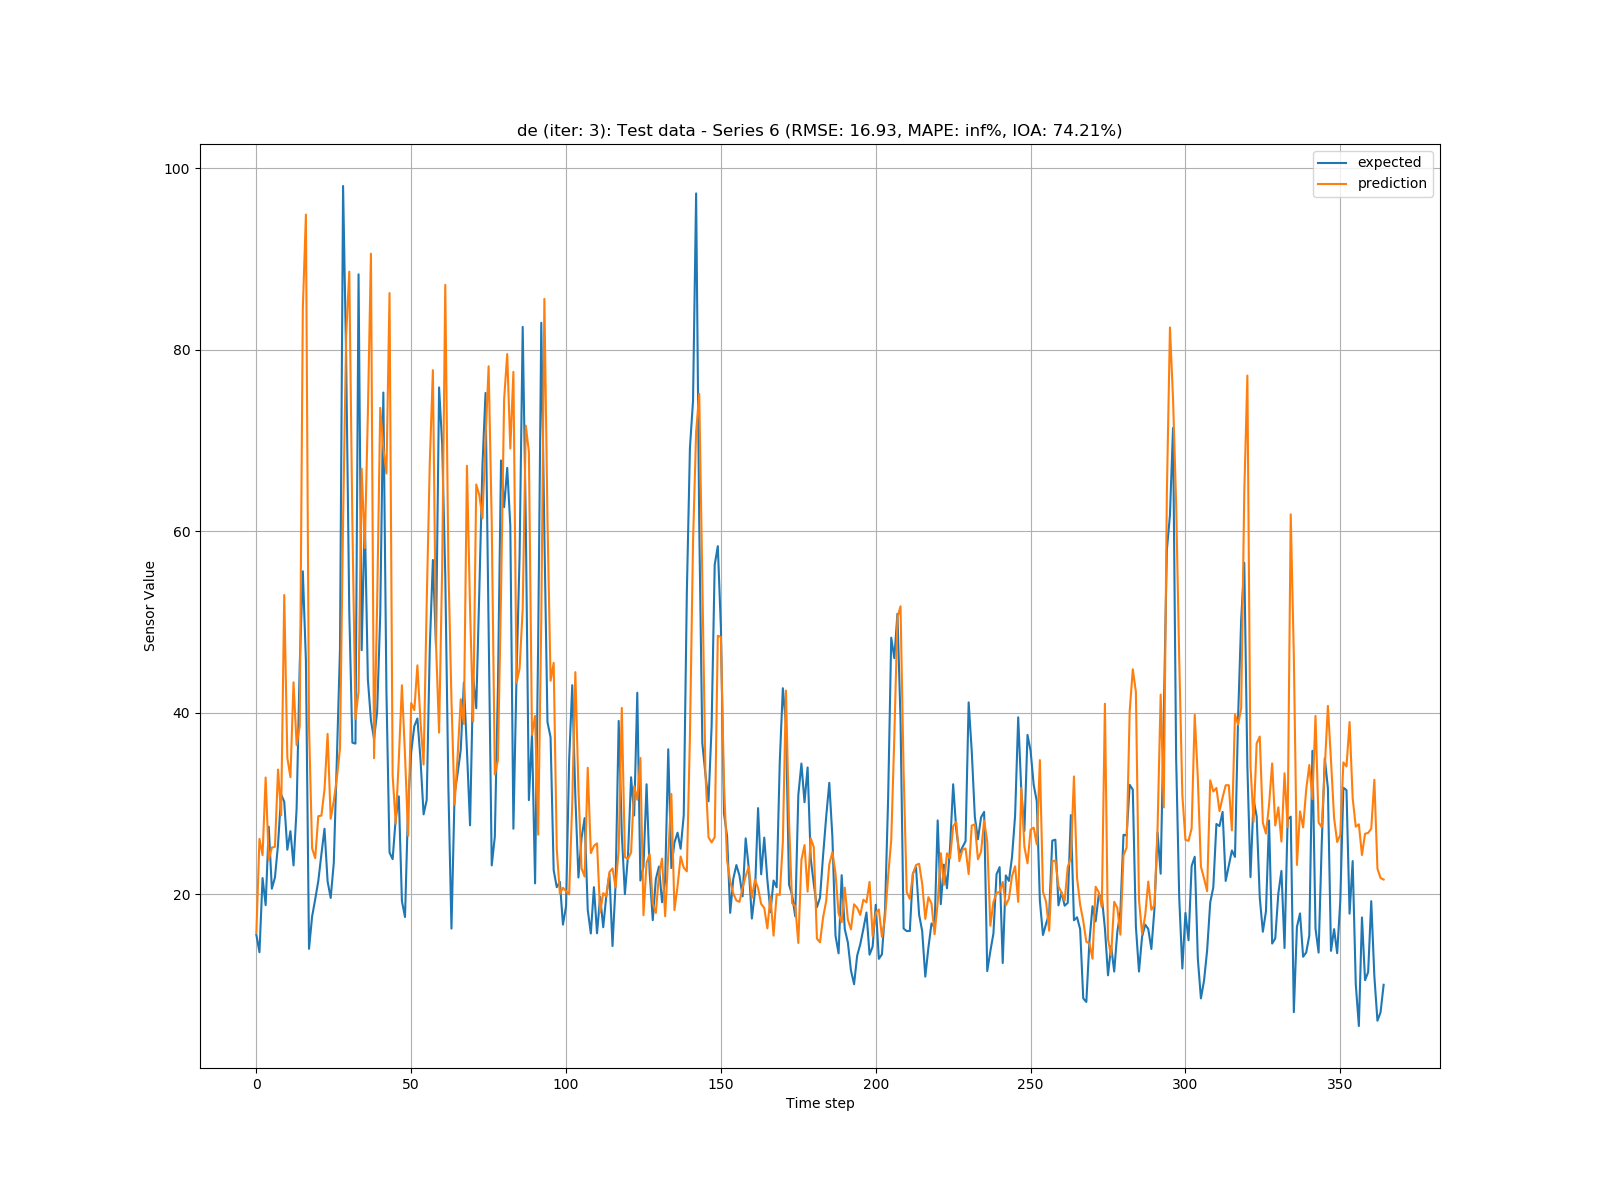 de (iter: 3): Test data - Series 6 (RMSE: 16.93, MAPE: inf%, IOA: 74.21%)
expected
prediction
100
80
60
40
20
Sensor Value
0 50 100 150 200 250 300 350
Time step